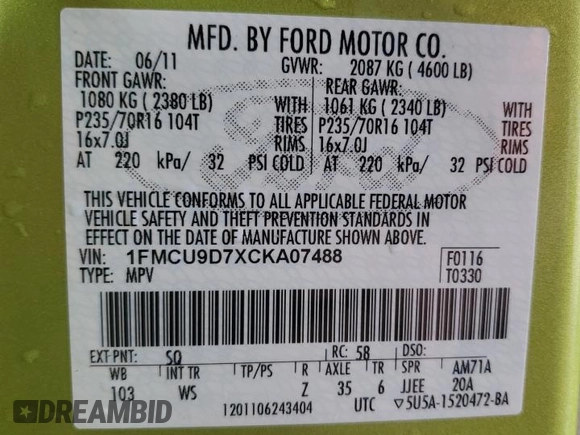 MFD. BY FORD MOTOR CO.
DATE: 06/11 GVWR: 2087 KG ( 4600 LB)
FRONT GAWR: REAR GAWR:
1080 KG ( 2380 LB) WITH 1061 KG ( 2340 LB) WITH
P235/70R16 104T TIRES P235/70R16 104T TIRES
16x7.0J RIMS 16x7.0J RIMS
AT 220 kPa/ 32 PSI COLD AT 220 kPa/ 32 PSI COLD
THIS VEHICLE CONFORMS TO ALL APPLICABLE FEDERAL MOTOR
VEHICLE SAFETY AND THEFT PREVENTION STANDARDS IN
EFFECT ON THE DATE OF MANUFACTURE SHOWN ABOVE.
VIN: 1FMCU9D7XCKA07488 F0116
TYPE: MPV T0330
EXT PNT: SQ RC: 58 DSO:
WB INT TR TP/PS R AXLE TR SPR AM71A
103 WS Z 35 6 JJEE 20A
1201106243404 UTC ▽5U5A-1520472-BA
Ford
DREAMBID